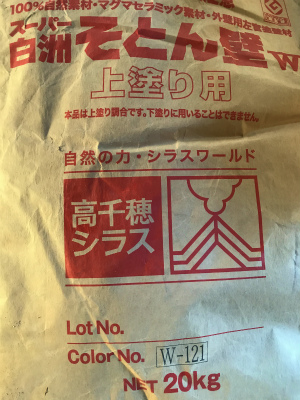 100%自然素材・マグマセラミック素材・外壁用左官塗壁材
スーパー
白洲そとん壁W
上塗り用
本品は上塗り調合です。下塗りに用いることはできません。
自然の力・シラスワールド
高千穂
シラス
Lot No.
Color No. W-121
NET 20kg